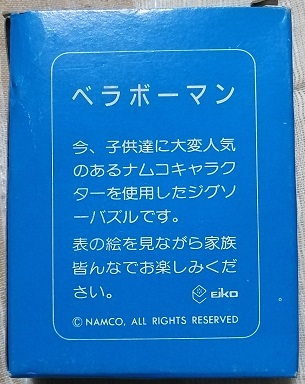 ベラボーマン
今、子供達に大変人気
のあるナムコキャラク
ターを使用したジグソ
ーパズルです。
表の絵を見ながら家族
皆んなでお楽しみくだ
さい。
EiKO
© NAMCO, ALL RIGHTS RESERVED